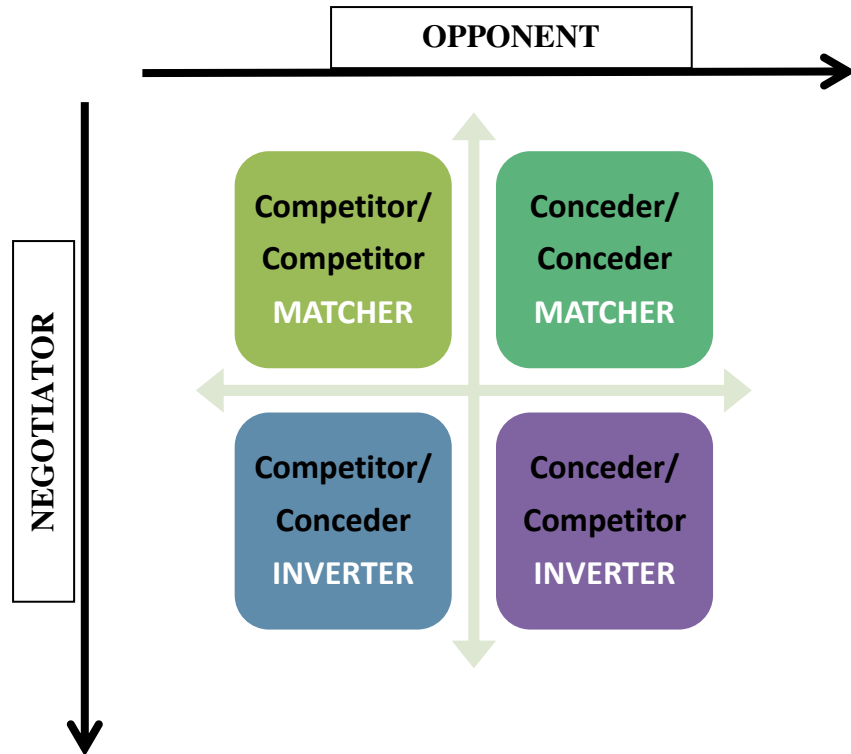 OPPONENT
NEGOTIATOR
Competitor/
Competitor
MATCHER
Conceder/
Conceder
MATCHER
Competitor/
Conceder
INVERTER
Conceder/
Competitor
INVERTER